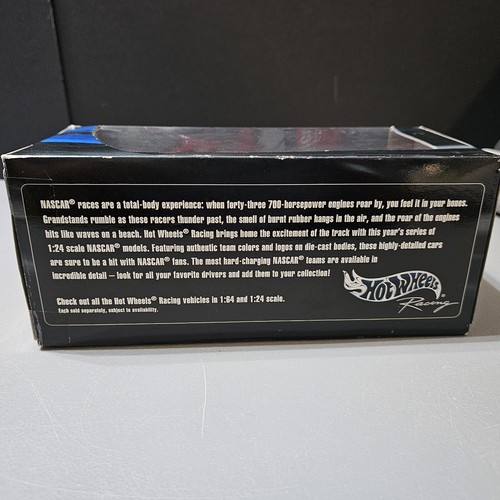 NASCAR® races are a total-body experience: when forty-three 700-horsepower engines roar by, you feel it in your bones.
Grandstands rumble as these racers thunder past, the smell of burnt rubber hangs in the air, and the roar of the engines
hits like waves on a beach. Hot Wheels® Racing brings home the excitement of the track with this year's series of
1:24 scale NASCAR® models. Featuring authentic team colors and logos on die-cast bodies, these highly-detailed cars
are sure to be a hit with NASCAR® fans. The most hard-charging NASCAR® teams are available in
incredible detail – look for all your favorite drivers and add them to your collection!
Check out all the Hot Wheels® Racing vehicles in 1:64 and 1:24 scale.
Each sold separately, subject to availability.
HOT WHEELS®
Racing